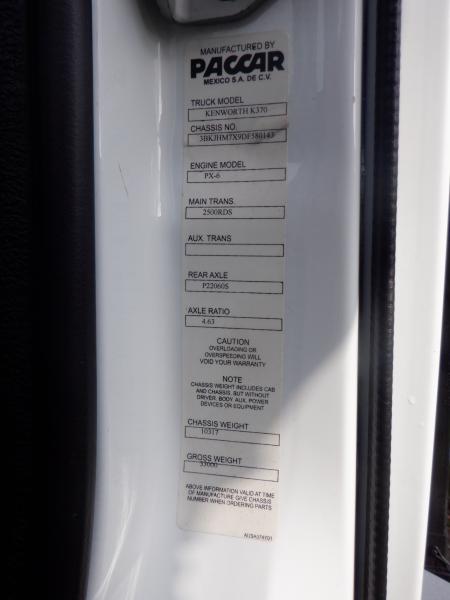 MANUFACTURED BY
PACCAR
MEXICO S.A. DE C.V.
TRUCK MODEL
KENWORTH K370
CHASSIS NO.
3BKJHM7X9DF580143
ENGINE MODEL
PX-6
MAIN TRANS.
2500RDS
AUX. TRANS
REAR AXLE
P22060S
AXLE RATIO
4.63
CAUTION
OVERLOADING OR
OVERSPEEDING WILL
VOID YOUR WARRANTY
NOTE
CHASSIS WEIGHT INCLUDES CAB
AND CHASSIS, BUT WITHOUT
DRIVER, BODY AUX, POWER
DEVICES OR EQUIPMENT
CHASSIS WEIGHT
10317
GROSS WEIGHT
33000
ABOVE INFORMATION VALID AT TIME
OF MANUFACTURE GIVE CHASSIS
NUMBER WHEN ORDERING PARTS